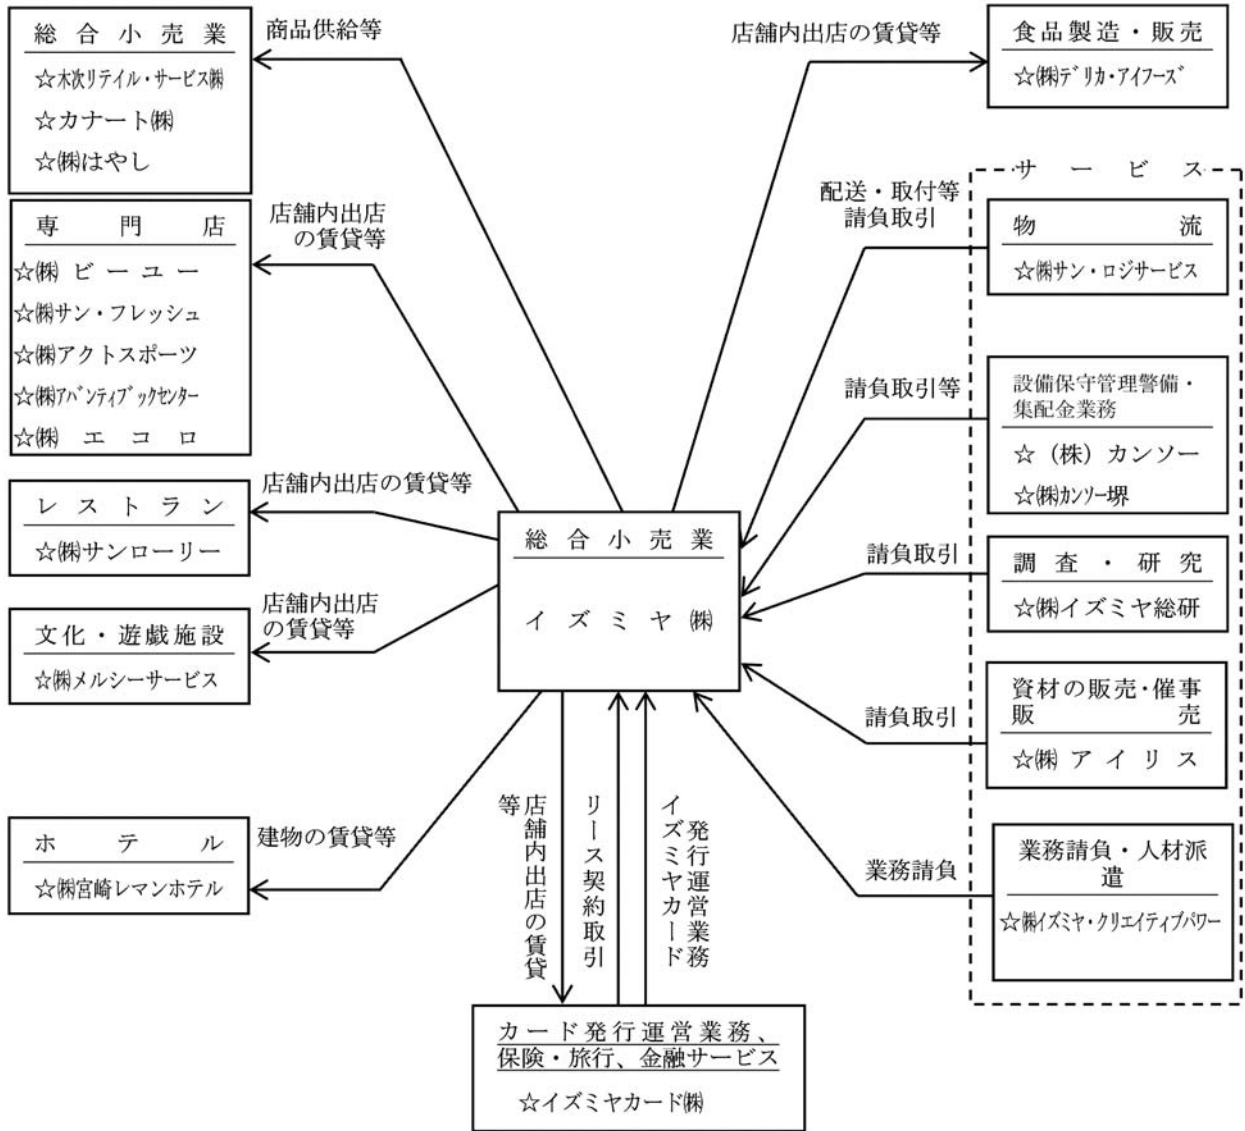 総合小売業
☆木次リテイル・サービス㈱
☆カナート㈱
☆㈱はやし
商品供給等
専門店
☆㈱ビーユー
☆㈱サン・フレッシュ
☆㈱アクトスポーツ
☆㈱アバンティブックセンター
☆㈱エコロ
店舗内出店
の賃貸等
レストラン
☆㈱サンローリー
店舗内出店の賃貸等
文化・遊戯施設
☆㈱メルシーサービス
店舗内出店
の賃貸等
ホテル
☆㈱宮崎レマンホテル
建物の賃貸等
総合小売業
イズミヤ㈱
店舗内出店の賃貸
等
リース契約取引
イズミヤカード
発行運営業務
カード発行運営業務、
保険・旅行、金融サービス
☆イズミヤカード㈱
店舗内出店の賃貸等
食品製造・販売
☆㈱デリカ・アイフーズ
サービス
配送・取付等
請負取引
物流
☆㈱サン・ロジサービス
請負取引等
設備保守管理警備・
集配金業務
☆（株）カンソー
☆㈱カンソー堺
請負取引
調査・研究
☆㈱イズミヤ総研
請負取引
資材の販売・催事
販売
☆㈱アイリス
業務請負
業務請負・人材派
遣
☆㈱イズミヤ・クリエイティブパワー